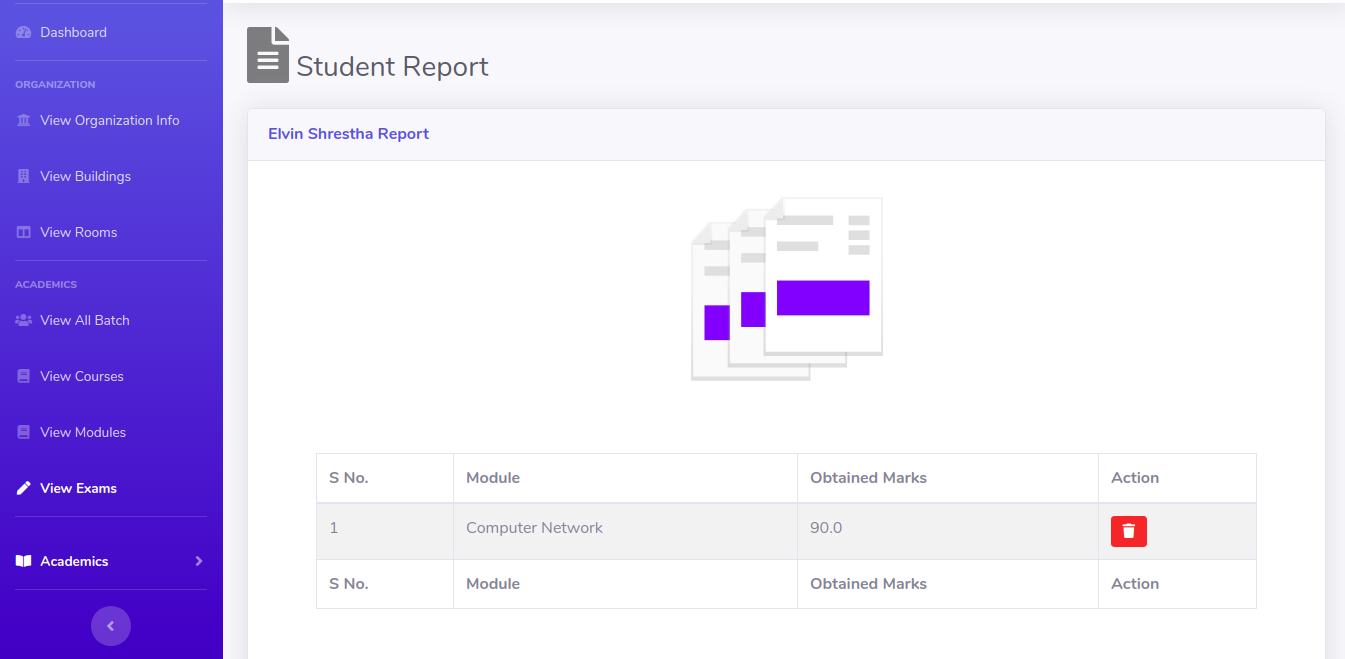 Dashboard
ORGANIZATION
View Organization Info
View Buildings
View Rooms
ACADEMICS
View All Batch
View Courses
View Modules
View Exams
Academics
Student Report
Elvin Shrestha Report
S No. Module Obtained Marks Action
1 Computer Network 90.0
S No. Module Obtained Marks Action